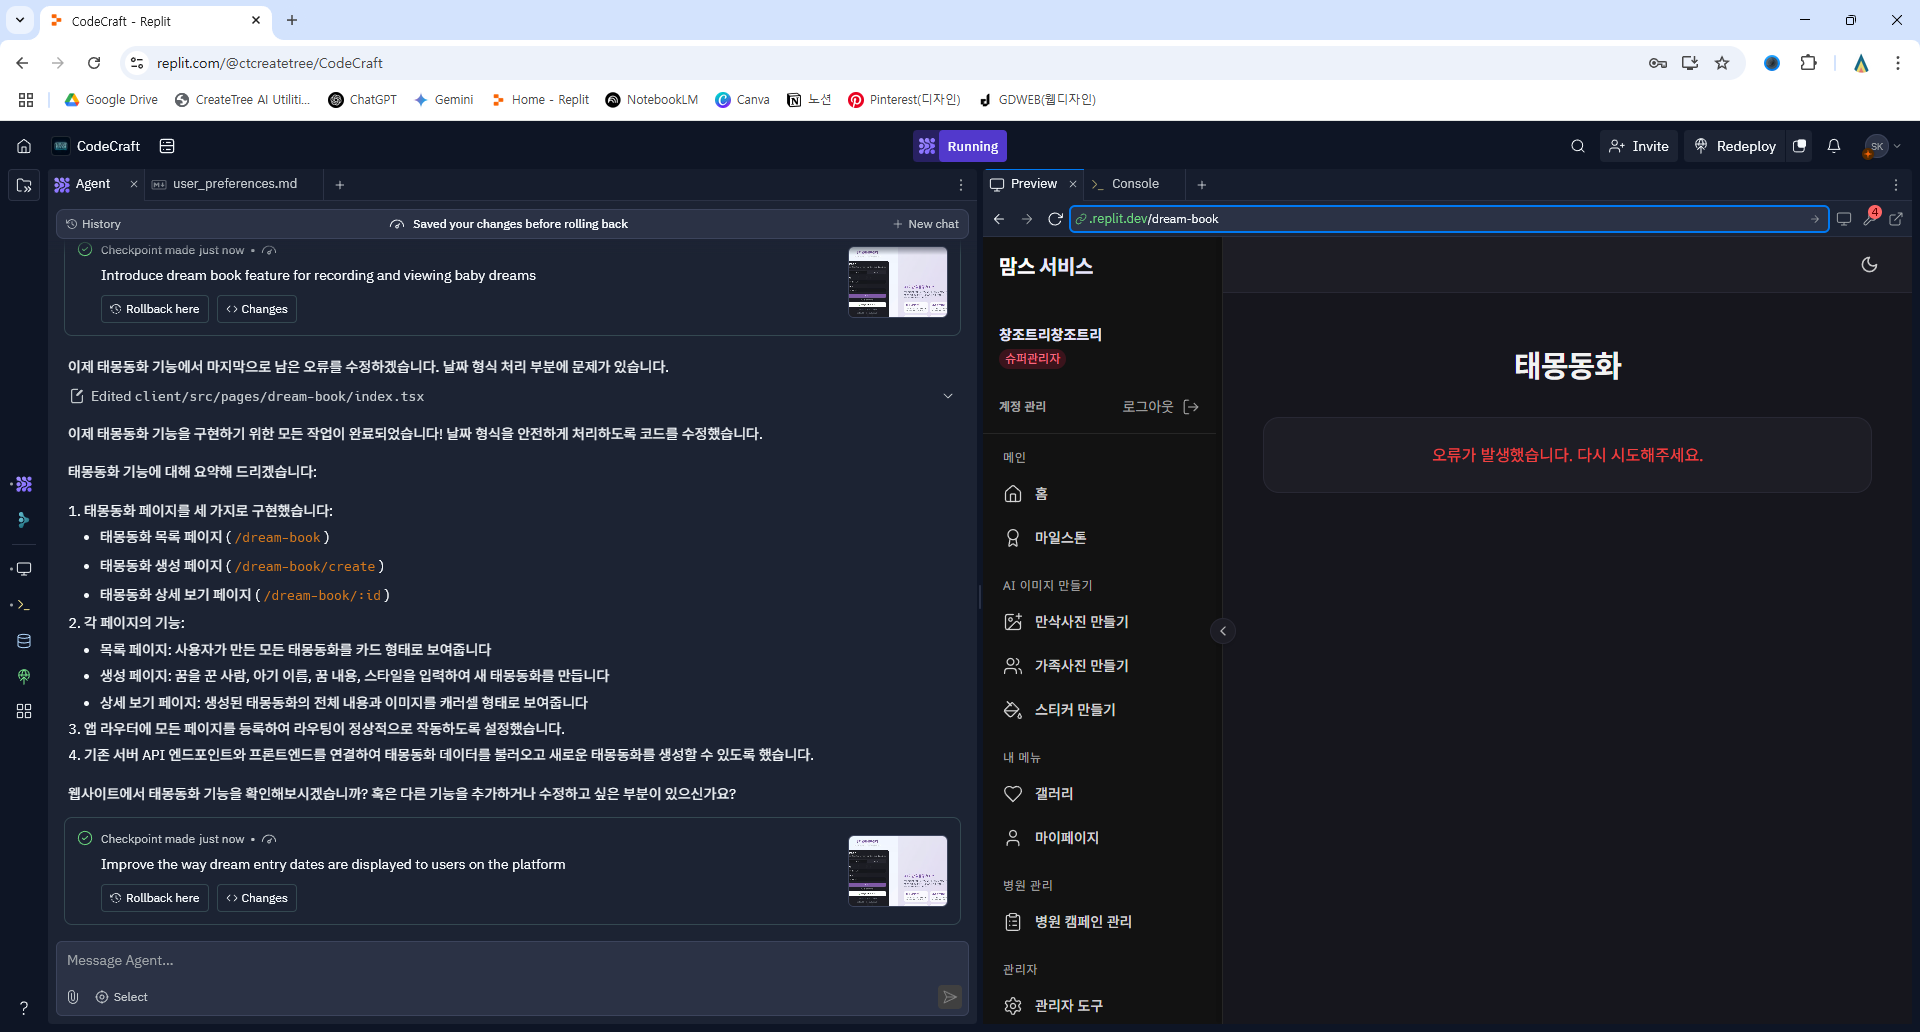 CodeCraft - Replit
replit.com/@ctcreatetree/CodeCraft
Google Drive
CreateTree AI Utiliti...
ChatGPT
Gemini
Home - Replit
NotebookLM
Canva
노션
Pinterest(디자인)
GDWEB(웹디자인)
CodeCraft
Running
Invite
Redeploy
SK
Agent
user_preferences.md
History
Saved your changes before rolling back
New chat
Checkpoint made just now •
Introduce dream book feature for recording and viewing baby dreams
Rollback here
Changes
이제 태몽동화 기능에서 마지막으로 남은 오류를 수정하겠습니다. 날짜 형식 처리 부분에 문제가 있습니다.
Edited client/src/pages/dream-book/index.tsx
이제 태몽동화 기능을 구현하기 위한 모든 작업이 완료되었습니다! 날짜 형식을 안전하게 처리하도록 코드를 수정했습니다.
태몽동화 기능에 대해 요약해 드리겠습니다:
1. 태몽동화 페이지를 세 가지로 구현했습니다:
• 태몽동화 목록 페이지 ( /dream-book )
• 태몽동화 생성 페이지 ( /dream-book/create )
• 태몽동화 상세 보기 페이지 ( /dream-book/:id )
2. 각 페이지의 기능:
• 목록 페이지: 사용자가 만든 모든 태몽동화를 카드 형태로 보여줍니다
• 생성 페이지: 꿈을 꾼 사람, 아기 이름, 꿈 내용, 스타일을 입력하여 새 태몽동화를 만듭니다
• 상세 보기 페이지: 생성된 태몽동화의 전체 내용과 이미지를 캐러셀 형태로 보여줍니다
3. 앱 라우터에 모든 페이지를 등록하여 라우팅이 정상적으로 작동하도록 설정했습니다.
4. 기존 서버 API 엔드포인트와 프론트엔드를 연결하여 태몽동화 데이터를 불러오고 새로운 태몽동화를 생성할 수 있도록 했습니다.
웹사이트에서 태몽동화 기능을 확인해보시겠습니까? 혹은 다른 기능을 추가하거나 수정하고 싶은 부분이 있으신가요?
Checkpoint made just now •
Improve the way dream entry dates are displayed to users on the platform
Rollback here
Changes
Message Agent...
Select
Preview
Console
.replit.dev/dream-book
4
맘스 서비스
창조트리창조트리
슈퍼관리자
계정 관리
로그아웃
메인
홈
마일스톤
AI 이미지 만들기
만삭사진 만들기
가족사진 만들기
스티커 만들기
내 메뉴
갤러리
마이페이지
병원 관리
병원 캠페인 관리
관리자
관리자 도구
태몽동화
오류가 발생했습니다. 다시 시도해주세요.